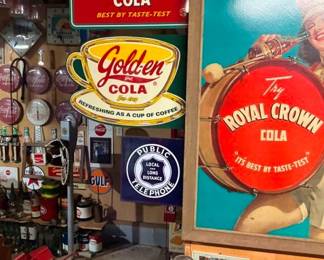 COLA
BEST BY TASTE-TEST
Golden
COLA
REFRESHING AS A CUP OF COFFEE
PUBLIC
LOCAL
LONG
DISTANCE
TELEPHONE
GULF
Try
ROYAL CROWN
COLA
IT'S BEST BY TASTE-TEST